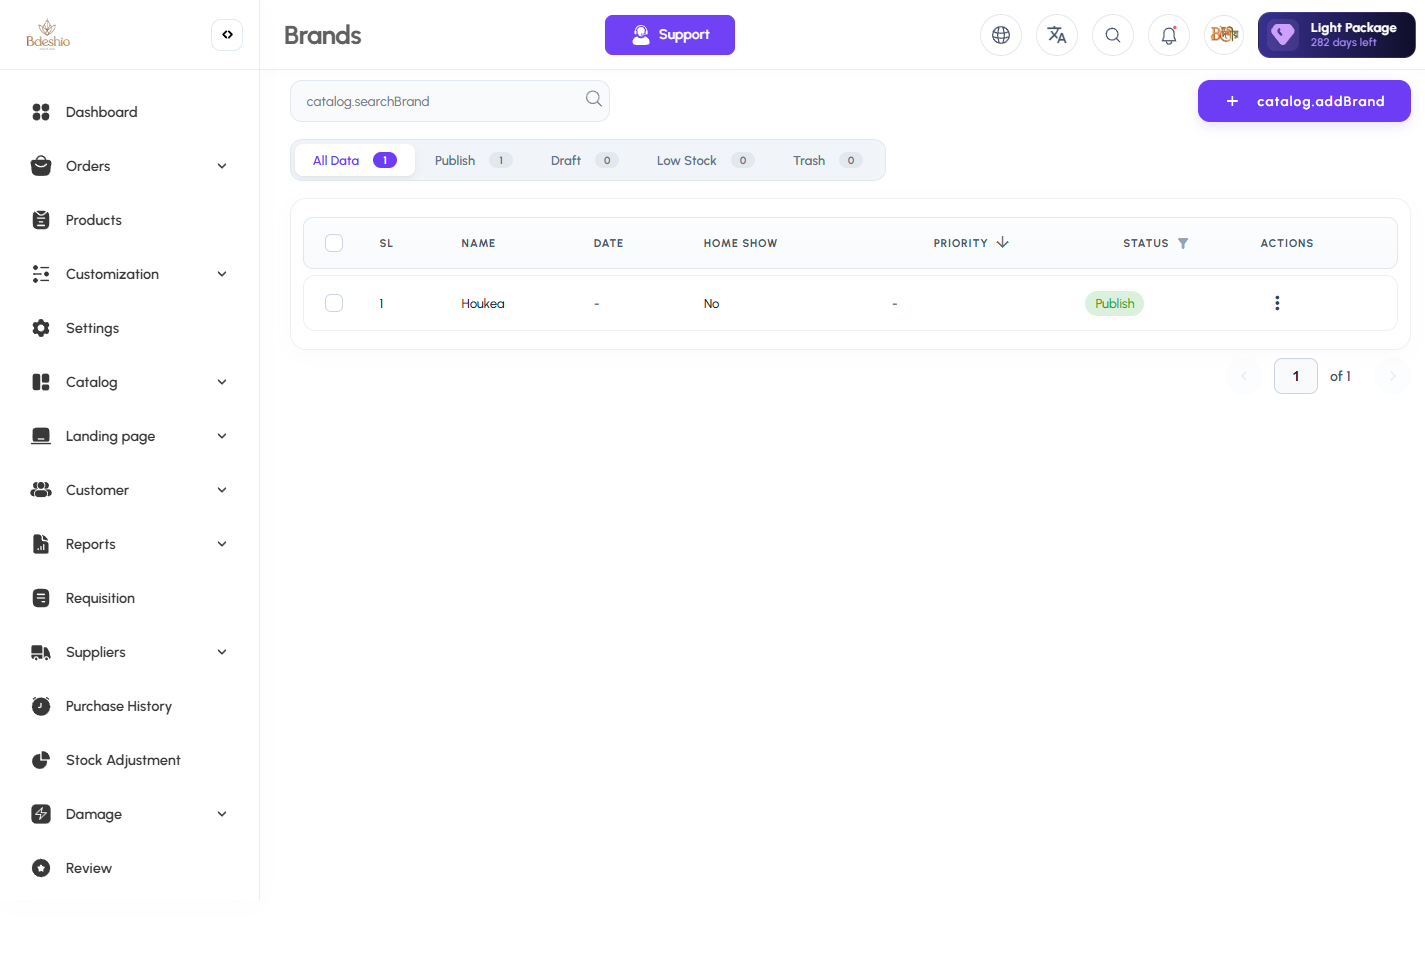 Bdeshio
Brands
Support
Light Package
282 days left
Dashboard
Orders
Products
Customization
Settings
Catalog
Landing page
Customer
Reports
Requisition
Suppliers
Purchase History
Stock Adjustment
Damage
Review
catalog.searchBrand
+ catalog.addBrand
All Data 1
Publish 1
Draft 0
Low Stock 0
Trash 0
SL NAME DATE HOME SHOW PRIORITY STATUS ACTIONS
1 Houkea - No - Publish
1 of 1